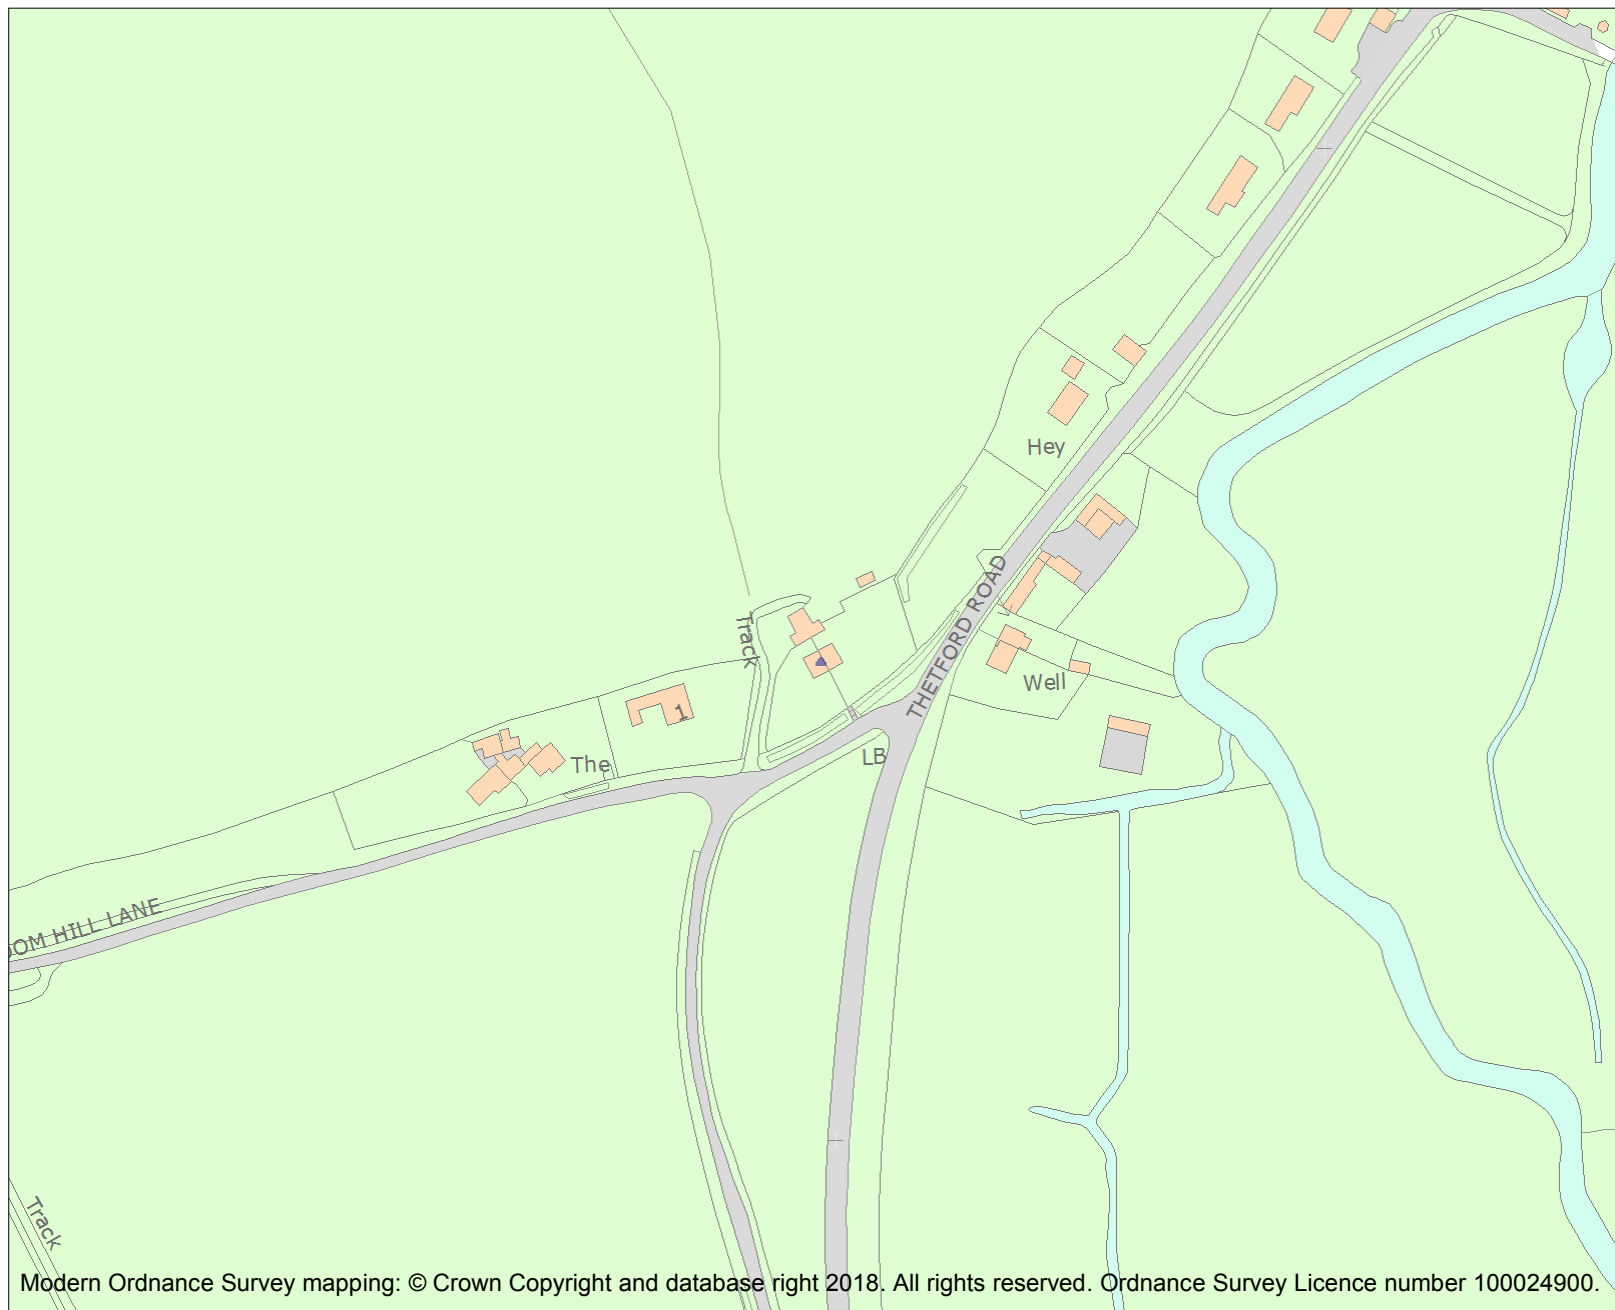 Hey
THETFORD ROAD
Track
Well
1
The
LB
OOM HILL LANE
Track
Modern Ordnance Survey mapping: © Crown Copyright and database right 2018. All rights reserved. Ordnance Survey Licence number 100024900.